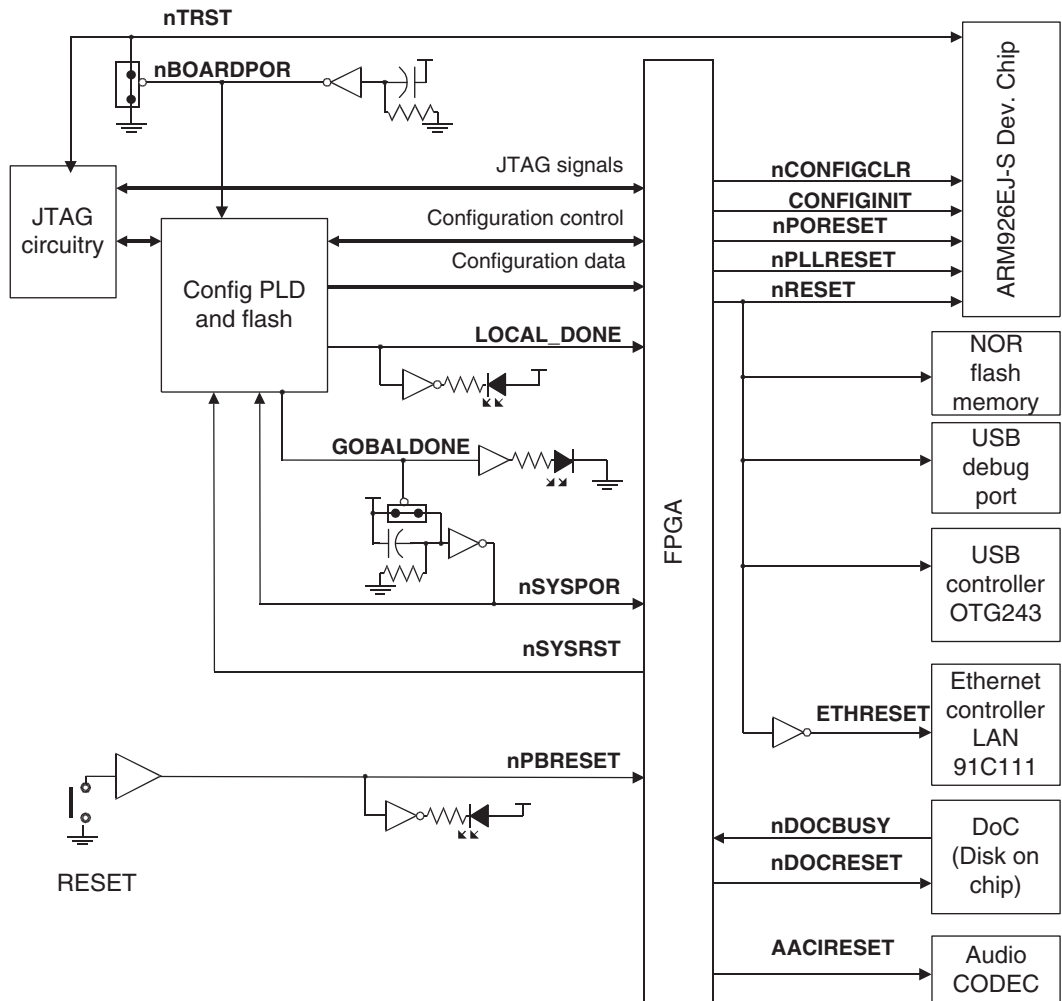 nTRST
nBOARDPOR
ARM926EJ-S Dev. Chip
JTAG signals
nCONFIGCLR
CONFIGINIT
JTAG
circuitry
Configuration control
nPORESET
Configuration data
nPLLRESET
Config PLD
and flash
nRESET
LOCAL_DONE
NOR
flash
memory
GOBALDONE
USB
debug
port
FPGA
USB
controller
OTG243
nSYSPOR
nSYSRST
Ethernet
controller
LAN
91C111
ETHRESET
nPBRESET
RESET
nDOCBUSY
DoC
(Disk on
chip)
nDOCRESET
AACIRESET
Audio
CODEC